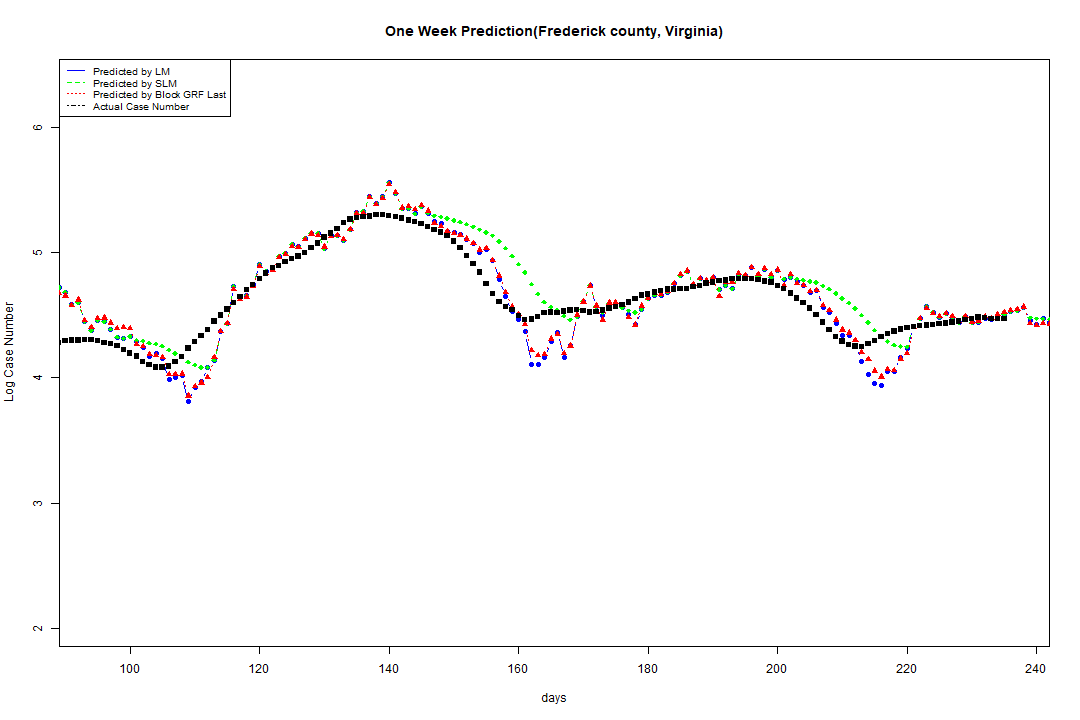 One Week Prediction(Frederick county, Virginia)
Predicted by LM
Predicted by SLM
Predicted by Block GRF Last
Actual Case Number
6
5
4
3
2
Log Case Number
100 120 140 160 180 200 220 240
days